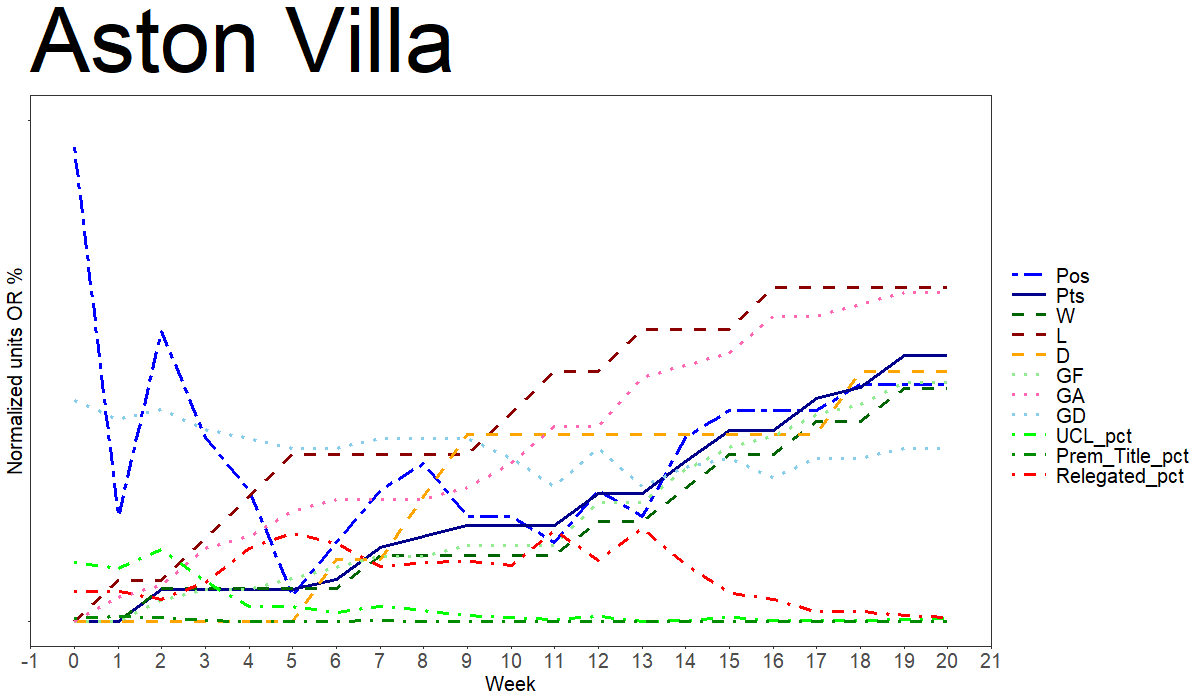 Aston Villa
Normalized units OR %
Pos
Pts
W
L
D
GF
GA
GD
UCL_pct
Prem_Title_pct
Relegated_pct
-1 0 1 2 3 4 5 6 7 8 9 10 11 12 13 14 15 16 17 18 19 20 21
Week